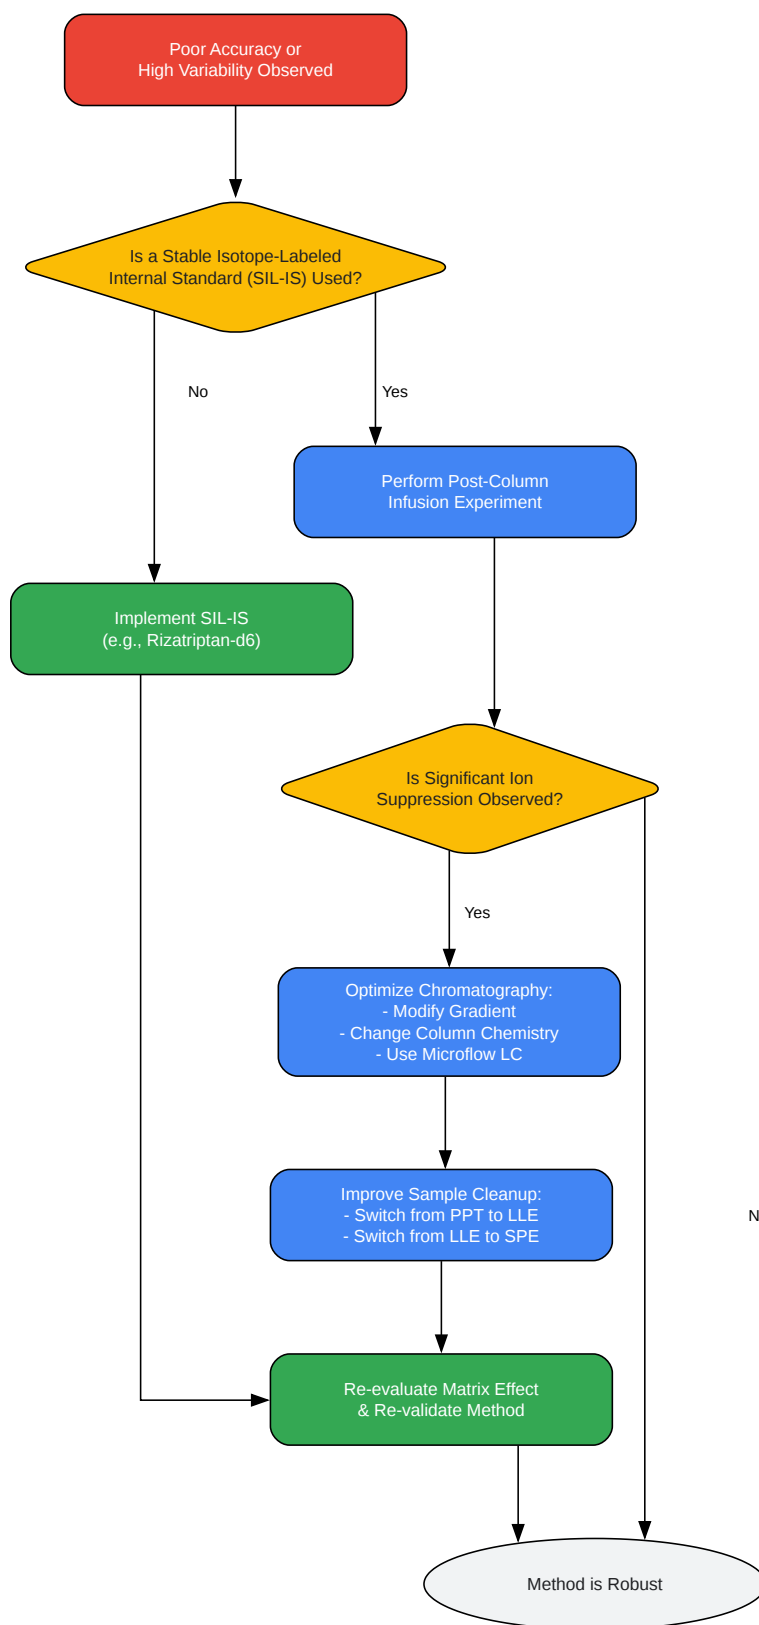 Poor Accuracy or
High Variability Observed
Is a Stable Isotope-Labeled
Internal Standard (SIL-IS) Used?
No
Yes
Perform Post-Column
Infusion Experiment
Implement SIL-IS
(e.g., Rizatriptan-d6)
Is Significant Ion
Suppression Observed?
Yes
Optimize Chromatography:
- Modify Gradient
- Change Column Chemistry
- Use Microflow LC
Improve Sample Cleanup:
- Switch from PPT to LLE
- Switch from LLE to SPE
N
Re-evaluate Matrix Effect
& Re-validate Method
Method is Robust